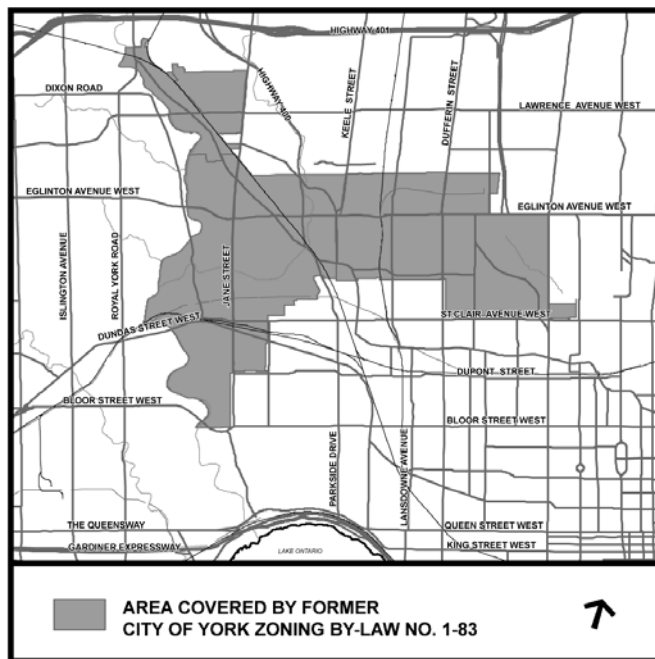 HIGHWAY 401
DIXON ROAD
HIGHWAY 400
KEELE STREET
DUFFERIN STREET
LAWRENCE AVENUE WEST
EGLINTON AVENUE WEST
EGLINTON AVENUE WEST
ISLINGTON AVENUE
ROYAL YORK ROAD
JANE STREET
DUNDAS STREET WEST
ST CLAIR AVENUE WEST
DUPONT STREET
BLOOR STREET WEST
BLOOR STREET WEST
PARKSIDE DRIVE
LANSDOWNE AVENUE
THE QUEENSWAY
QUEEN STREET WEST
GARDINER EXPRESSWAY
LAKE ONTARIO
KING STREET WEST
AREA COVERED BY FORMER
CITY OF YORK ZONING BY-LAW NO. 1-83